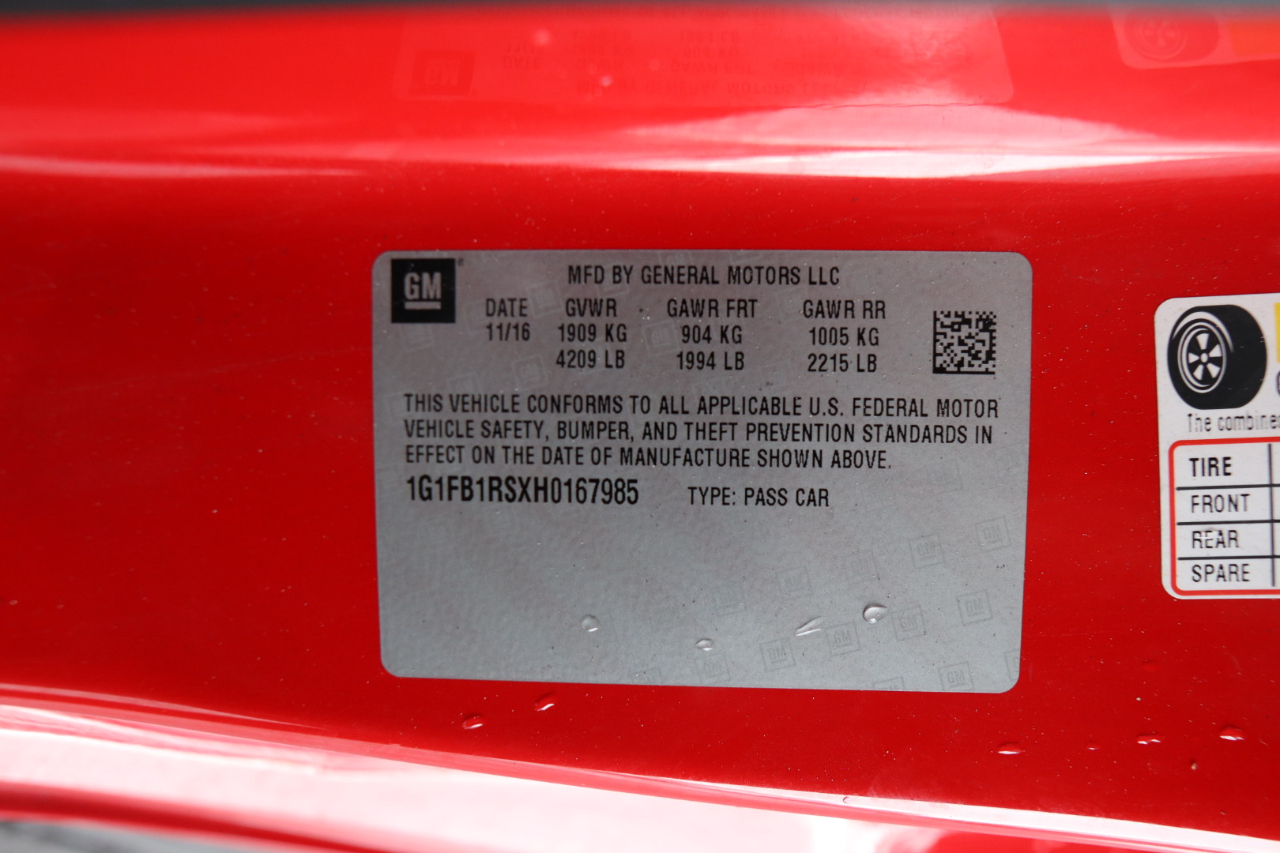 GM
MFD BY GENERAL MOTORS LLC
DATE GVWR GAWR FRT GAWR RR
11/16 1909 KG 904 KG 1005 KG
4209 LB 1994 LB 2215 LB
THIS VEHICLE CONFORMS TO ALL APPLICABLE U.S. FEDERAL MOTOR
VEHICLE SAFETY, BUMPER, AND THEFT PREVENTION STANDARDS IN
EFFECT ON THE DATE OF MANUFACTURE SHOWN ABOVE.
1G1FB1RSXH0167985 TYPE: PASS CAR
The combined
TIRE
FRONT
REAR
SPARE